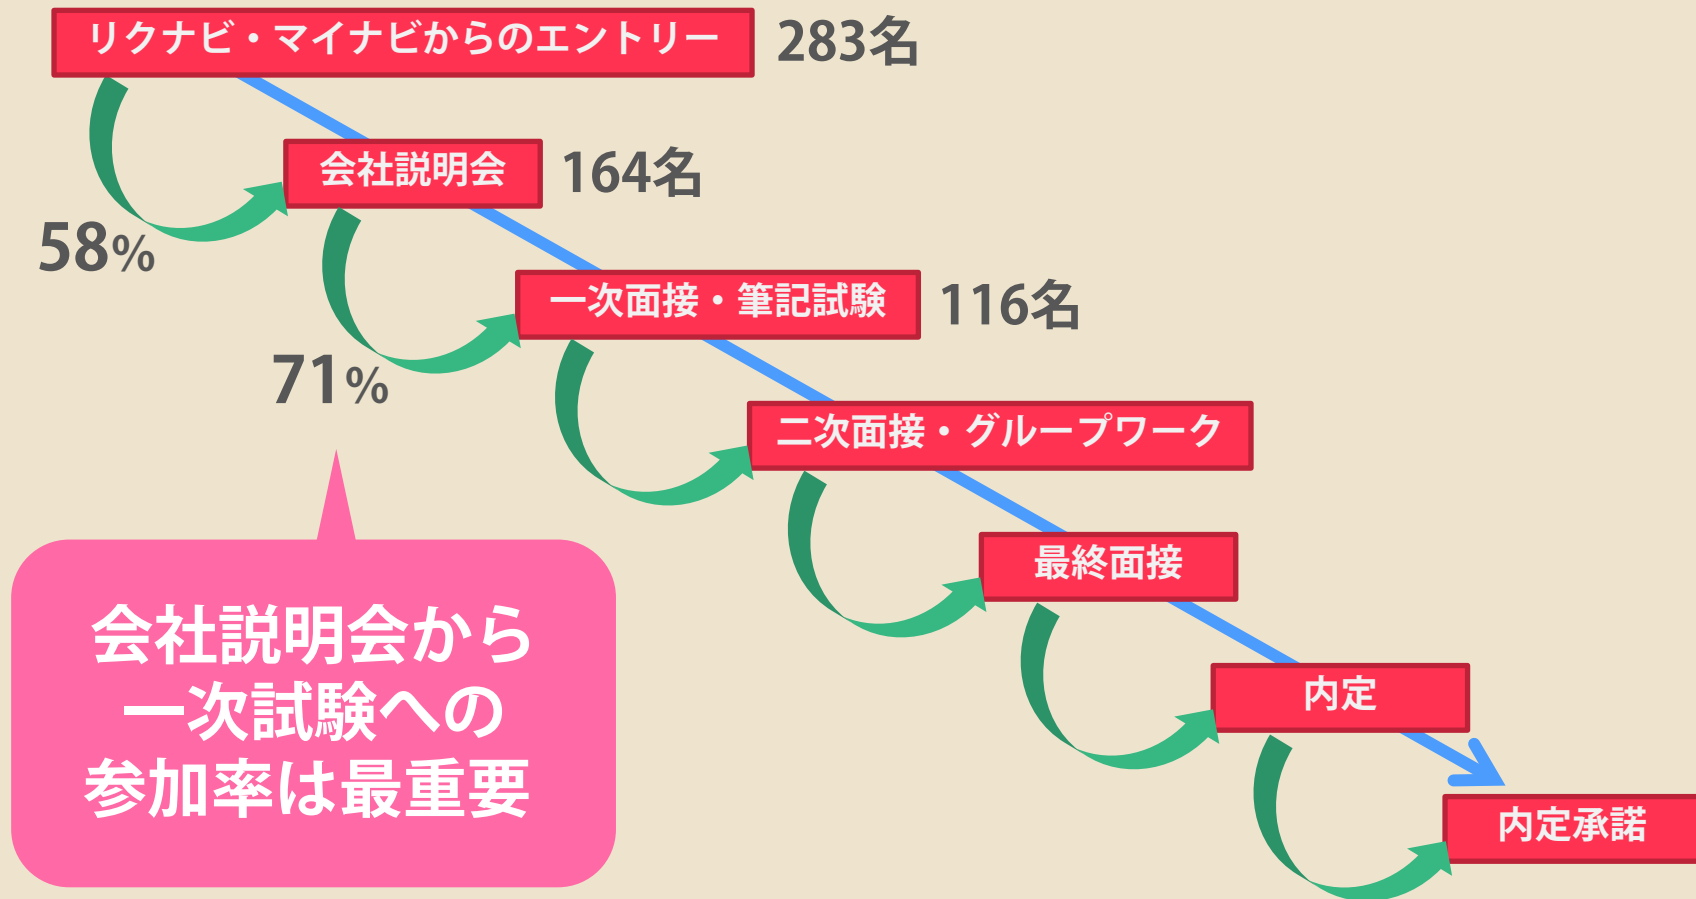 リクナビ・マイナビからのエントリー 283名
会社説明会 164名
58%
一次面接・筆記試験 116名
71%
二次面接・グループワーク
最終面接
会社説明会から
一次試験への
参加率は最重要
内定
内定承諾